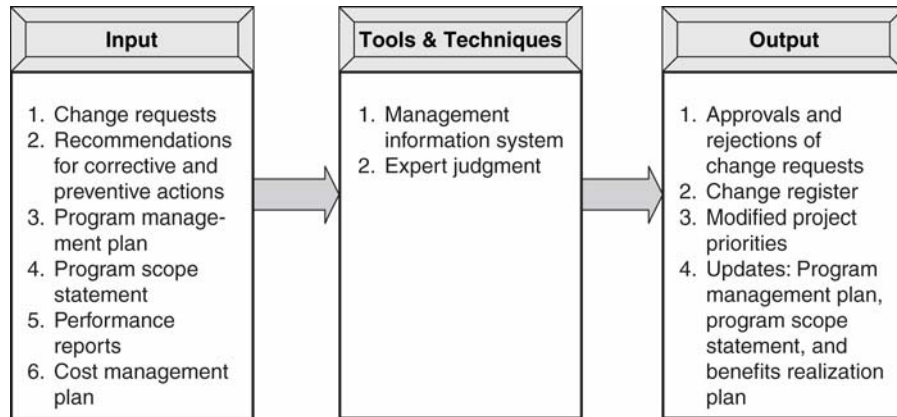 Input
1. Change requests
2. Recommendations
for corrective and
preventive actions
3. Program manage-
ment plan
4. Program scope
statement
5. Performance
reports
6. Cost management
plan
Tools & Techniques
1. Management
information system
2. Expert judgment
Output
1. Approvals and
rejections of
change requests
2. Change register
3. Modified project
priorities
4. Updates: Program
management plan,
program scope
statement, and
benefits realization
plan